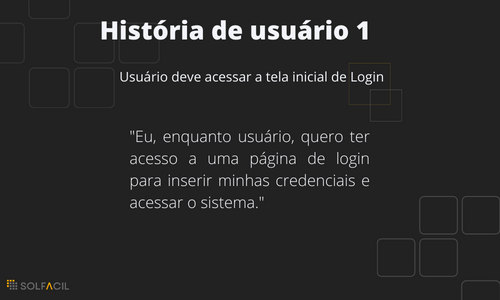 História de usuário 1
Usuário deve acessar a tela inicial de Login
"Eu, enquanto usuário, quero ter
acesso a uma página de login
para inserir minhas credenciais e
acessar o sistema."
SOLFACIL